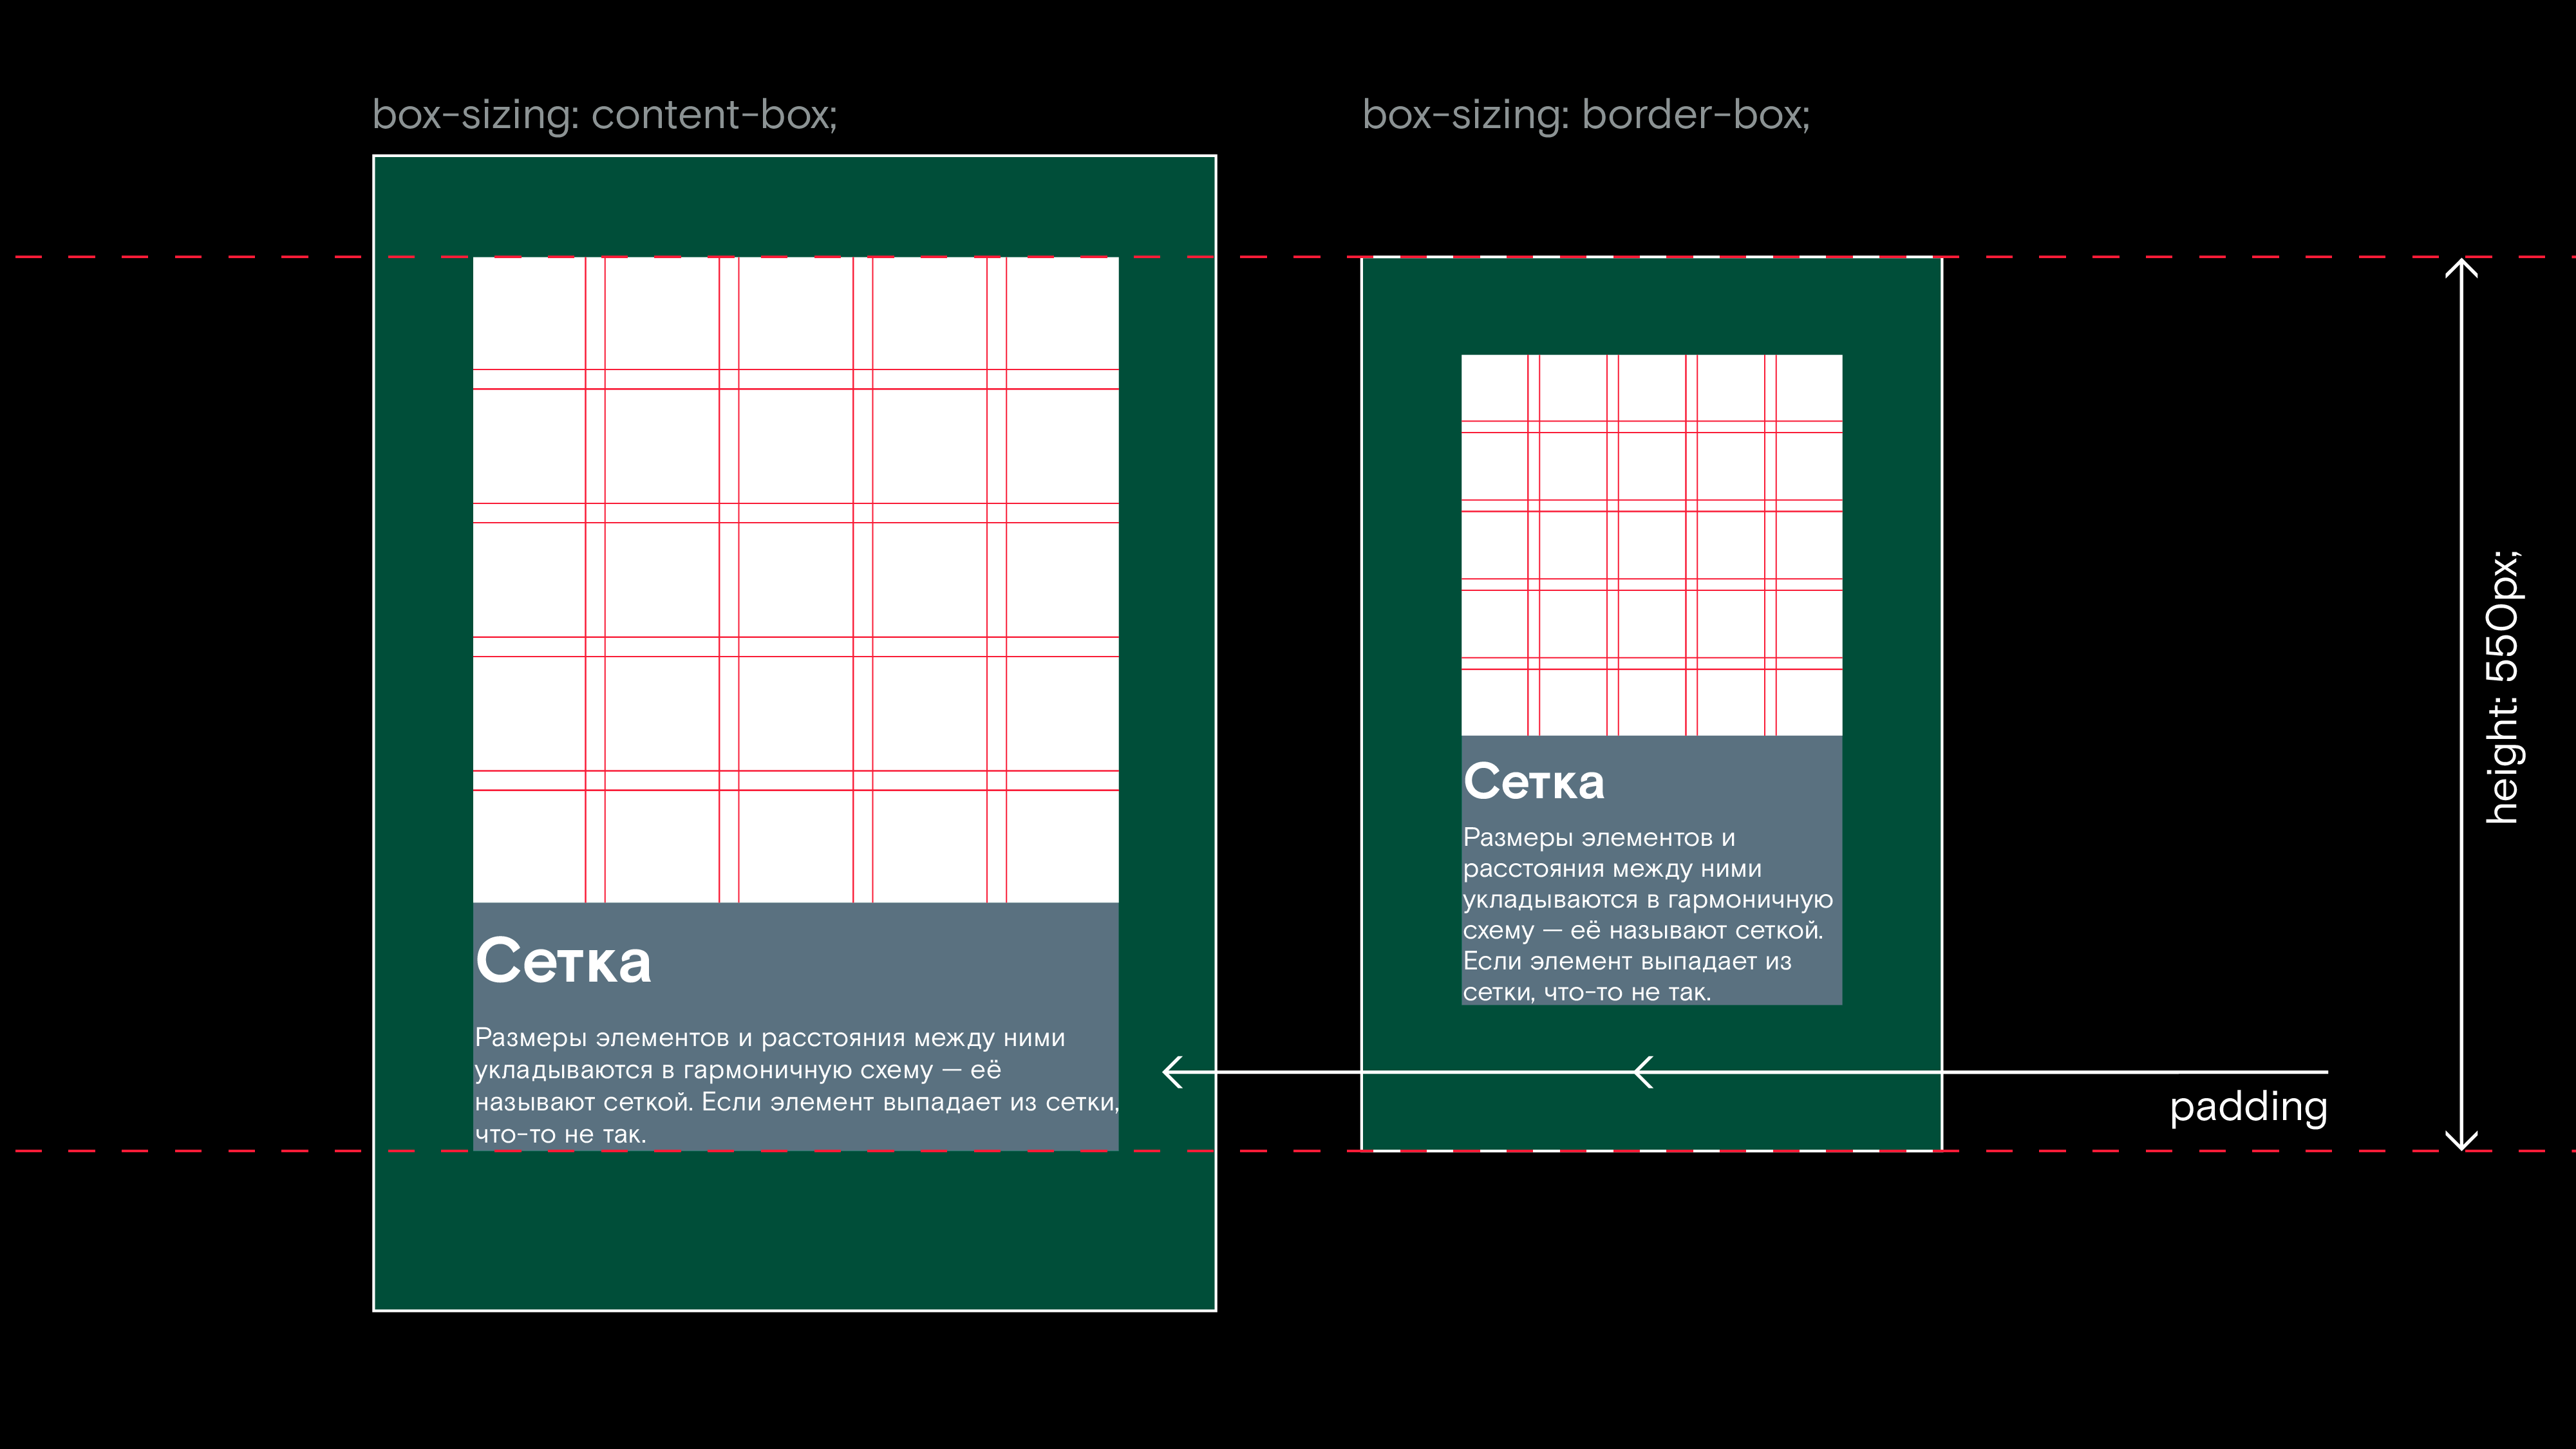 box-sizing: content-box;
box-sizing: border-box;
Сетка
Размеры элементов и расстояния между ними
укладываются в гармоничную схему — её
называют сеткой. Если элемент выпадает из сетки,
что-то не так.
Сетка
Размеры элементов и
расстояния между ними
укладываются в гармоничную
схему — её называют сеткой.
Если элемент выпадает из
сетки, что-то не так.
padding
height: 550px;